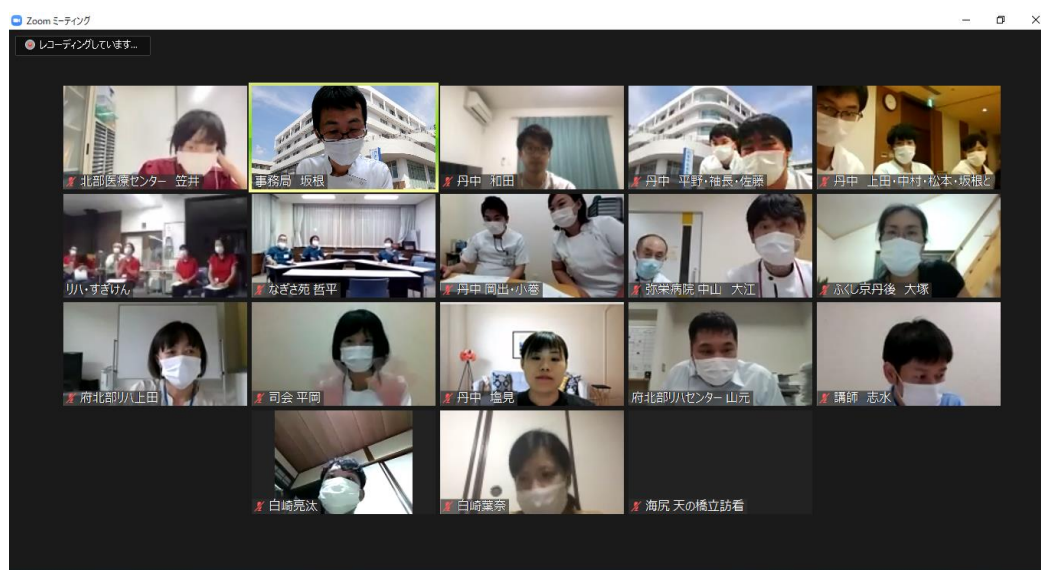 Zoom ミーティング
レコーディングしています...
北部医療センター 笠井
事務局 坂根
丹中 和田
丹中 平野・袖長・佐藤
丹中 上田・中村・松本・坂根と
リハ・すぎけん
なぎさ苑 哲平
丹中 岡出・小巻
弥栄病院 中山 大江
ふくし京丹後 大塚
府北部リハ上田
司会 平岡
丹中 塩見
府北部リハセンター 山元
講師 志水
白崎亮汰
白崎葉奈
海尻 天の橋立訪看